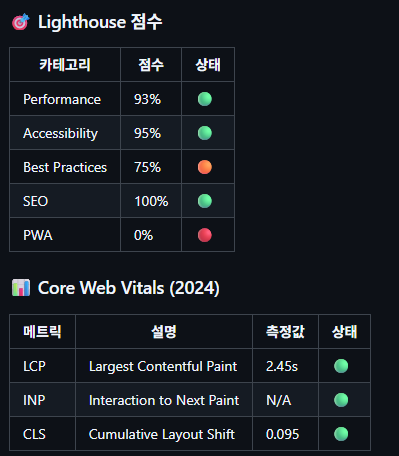 🎯 Lighthouse 점수
카테고리 점수 상태
Performance 93% 🟢
Accessibility 95% 🟢
Best Practices 75% 🟠
SEO 100% 🟢
PWA 0% 🔴
📊 Core Web Vitals (2024)
메트릭 설명 측정값 상태
LCP Largest Contentful Paint 2.45s 🟢
INP Interaction to Next Paint N/A 🟢
CLS Cumulative Layout Shift 0.095 🟢